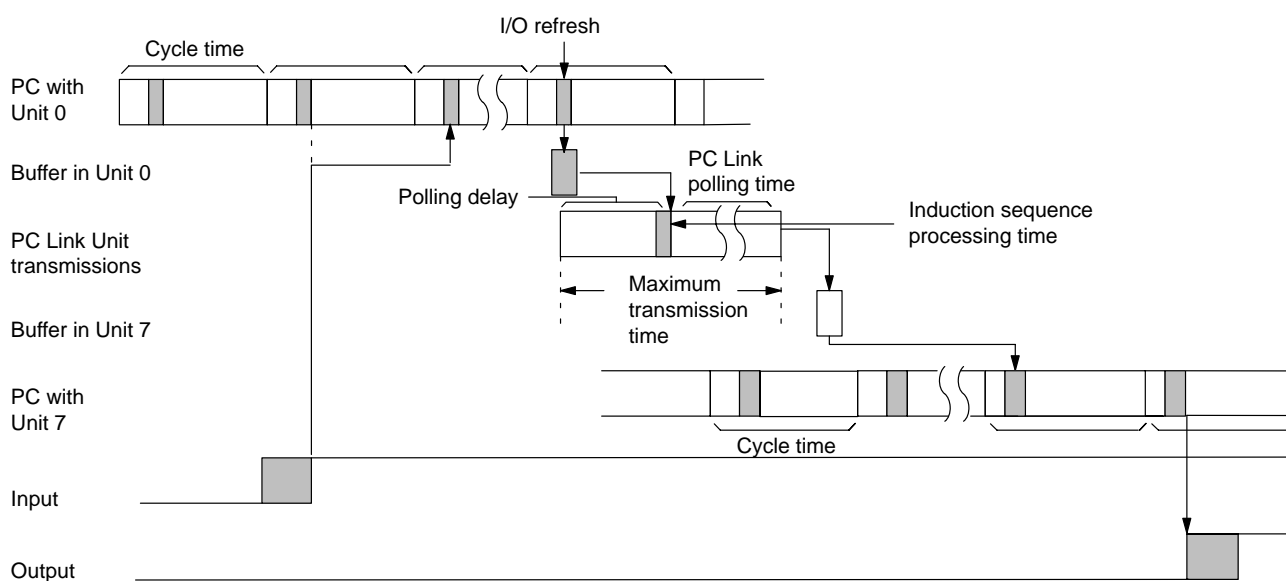 I/O refresh
Cycle time
PC with
Unit 0
Buffer in Unit 0
PC Link
polling time
Polling delay
Induction sequence
processing time
PC Link Unit
transmissions
Maximum
transmission
time
Buffer in Unit 7
PC with
Unit 7
Cycle time
Input
Output